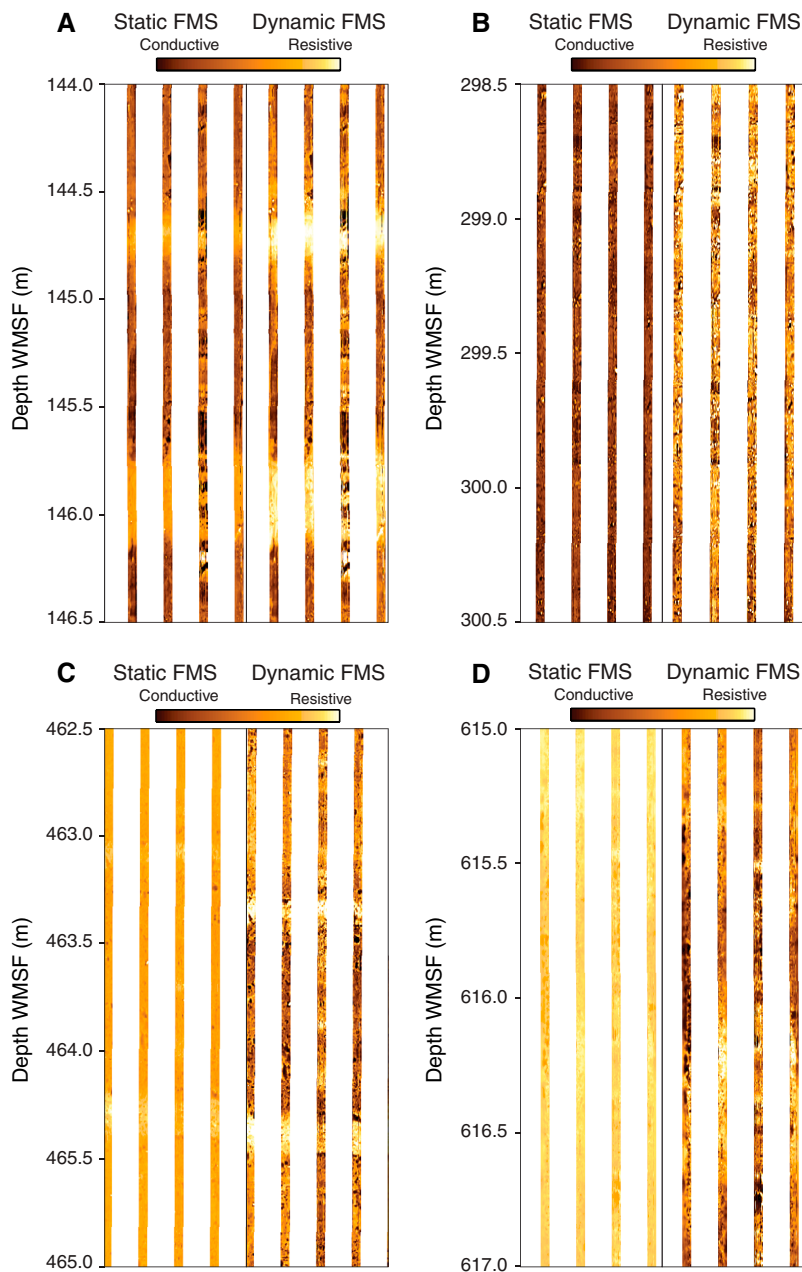 A Static FMS Dynamic FMS
Conductive Resistive
Depth WMSF (m)
144.0
144.5
145.0
145.5
146.0
146.5
B Static FMS Dynamic FMS
Conductive Resistive
Depth WMSF (m)
298.5
299.0
299.5
300.0
300.5
C Static FMS Dynamic FMS
Conductive Resistive
Depth WMSF (m)
462.5
463.0
463.5
464.0
465.5
465.0
D Static FMS Dynamic FMS
Conductive Resistive
Depth WMSF (m)
615.0
615.5
616.0
616.5
617.0